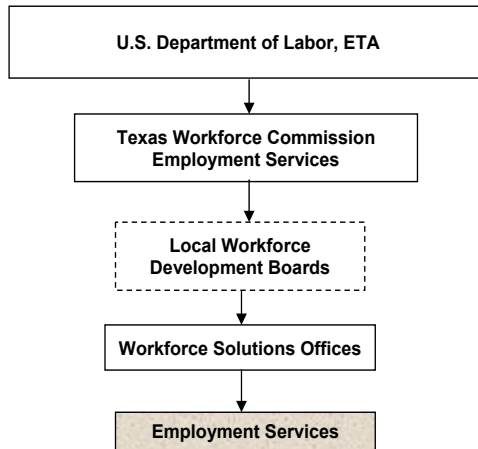 U.S. Department of Labor, ETA
Texas Workforce Commission
Employment Services
Local Workforce
Development Boards
Workforce Solutions Offices
Employment Services